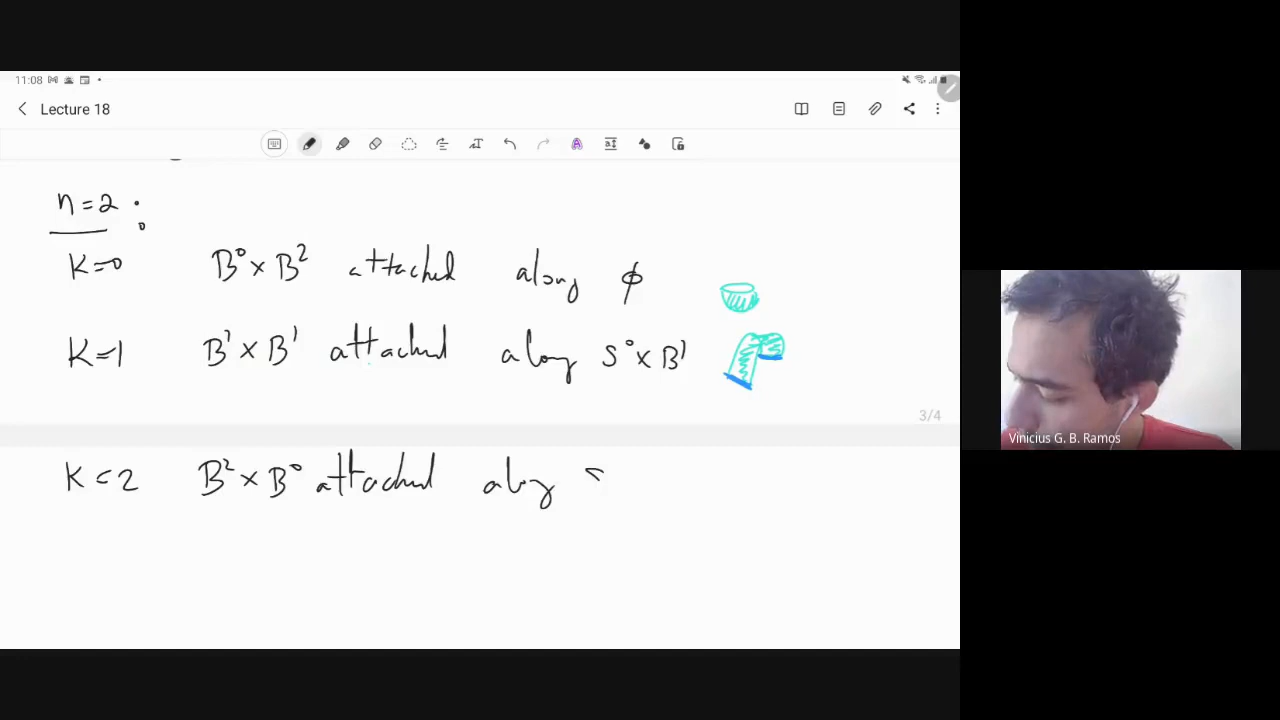 11:08
Lecture 18
n = 2 :
K=0 B⁰ × B² attached along ϕ
K=1 B¹ × B¹ attached along S⁰ × B¹
3/4
K = 2 B² × B⁰ attached along S
Vinicius G. B. Ramos